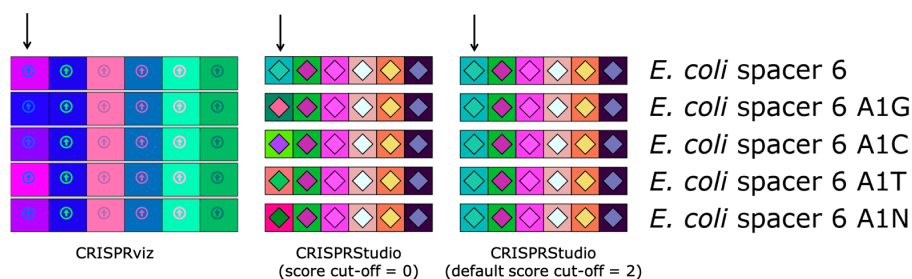 E. coli spacer 6
E. coli spacer 6 A1G
E. coli spacer 6 A1C
E. coli spacer 6 A1T
E. coli spacer 6 A1N
CRISPRviz
CRISPRStudio
(score cut-off = 0)
CRISPRStudio
(default score cut-off = 2)